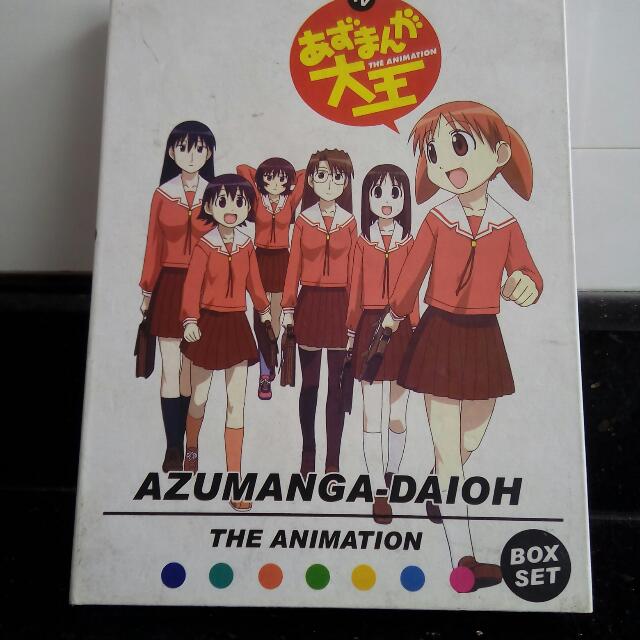 あずまんが
THE ANIMATION
大王
AZUMANGA-DAIOH
THE ANIMATION
BOX
SET